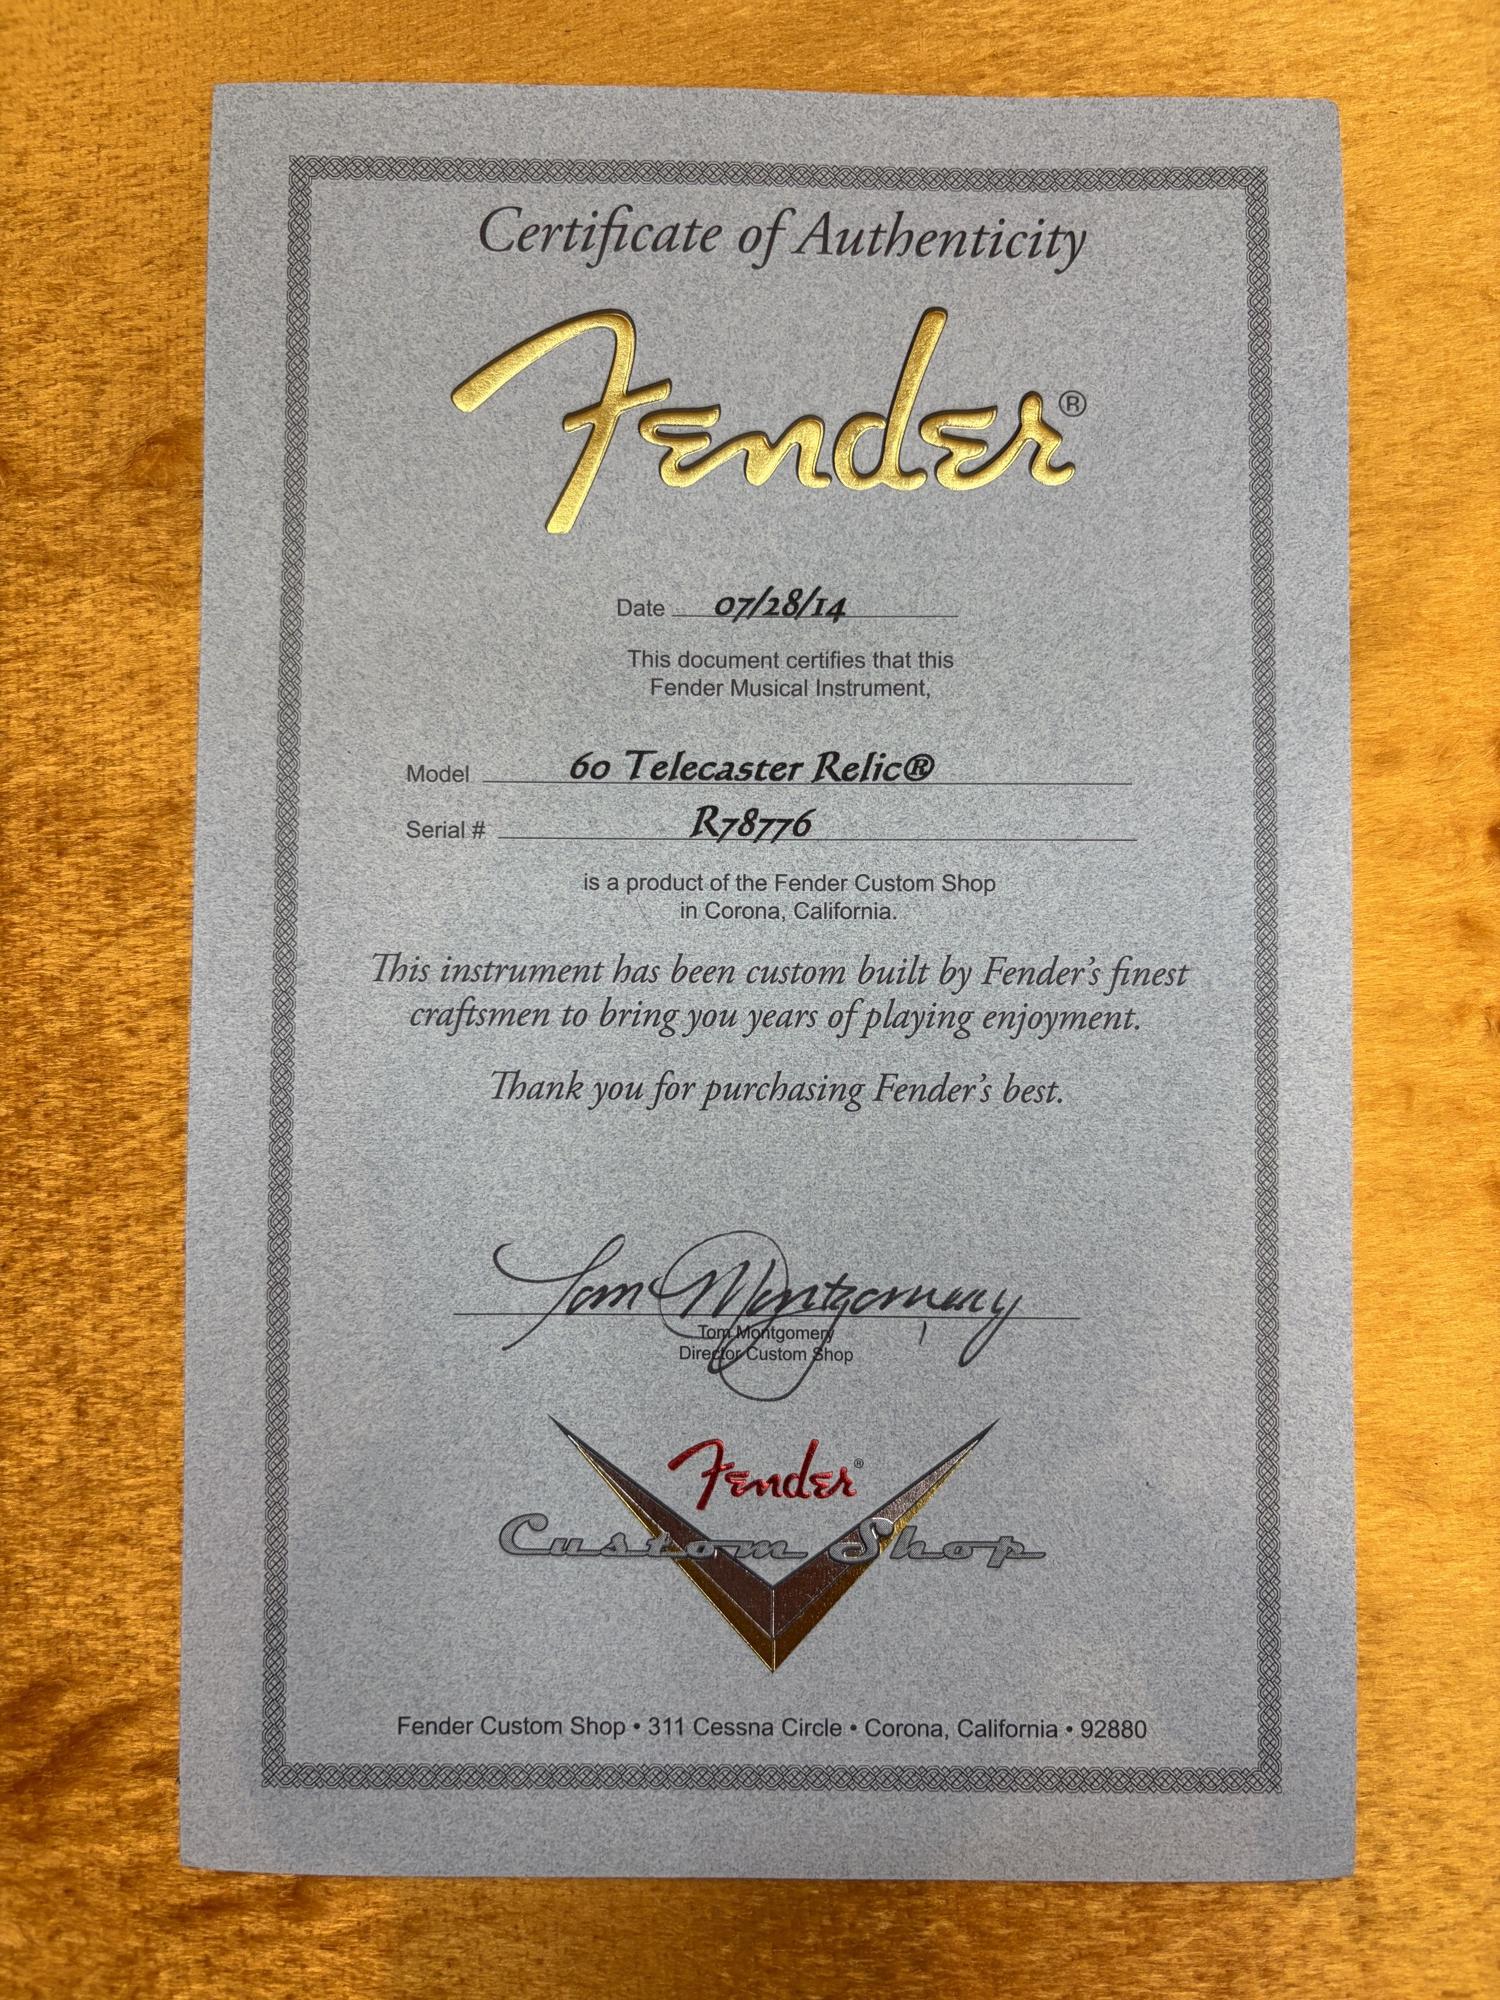 Certificate of Authenticity
Fender®
Date 07/28/14
This document certifies that this
Fender Musical Instrument,
Model 60 Telecaster Relic®
Serial # R78776
is a product of the Fender Custom Shop
in Corona, California.
This instrument has been custom built by Fender's finest
craftsmen to bring you years of playing enjoyment.
Thank you for purchasing Fender's best.
Tom Montgomery
Tom Montgomery
Director Custom Shop
Fender®
Custom Shop
Fender Custom Shop • 311 Cessna Circle • Corona, California • 92880